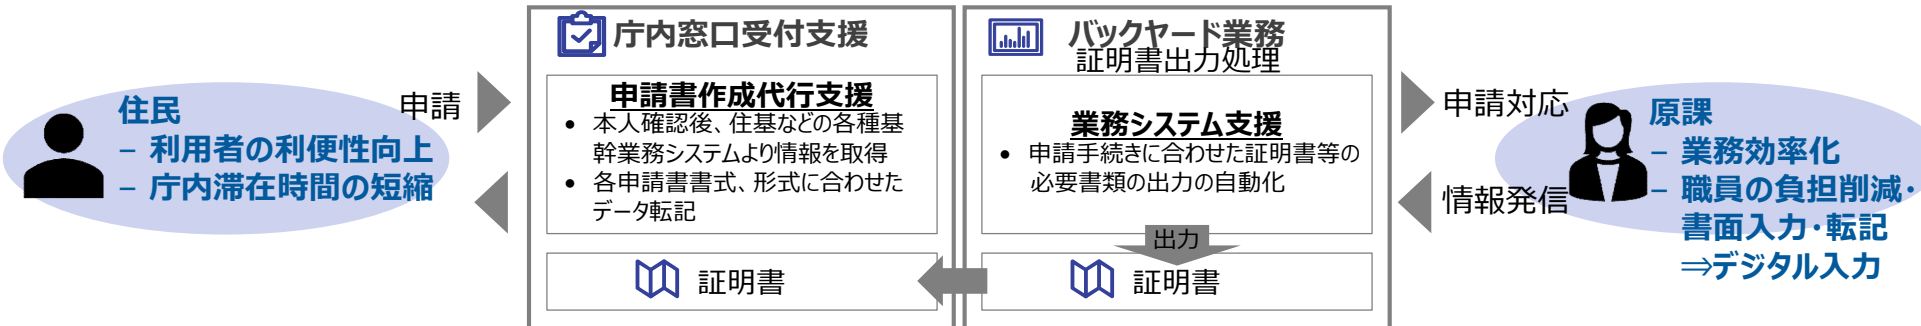 住民
– 利用者の利便性向上
– 庁内滞在時間の短縮
申請
庁内窓口受付支援
申請書作成代行支援
• 本人確認後、住基などの各種基
幹業務システムより情報を取得
• 各申請書書式、形式に合わせた
データ転記
証明書
バックヤード業務
証明書出力処理
業務システム支援
• 申請手続きに合わせた証明書等の
必要書類の出力の自動化
出力
証明書
申請対応
情報発信
原課
– 業務効率化
– 職員の負担削減・
書面入力・転記
⇒デジタル入力